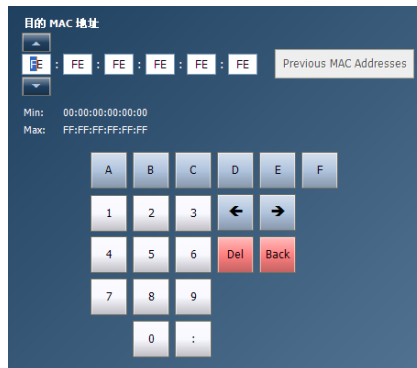 目的 MAC 地址
FE : FE : FE : FE : FE : FE
Previous MAC Addresses
Min: 00:00:00:00:00:00
Max: FF:FF:FF:FF:FF:FF
A B C D E F
1 2 3 ← →
4 5 6 Del Back
7 8 9
0 :